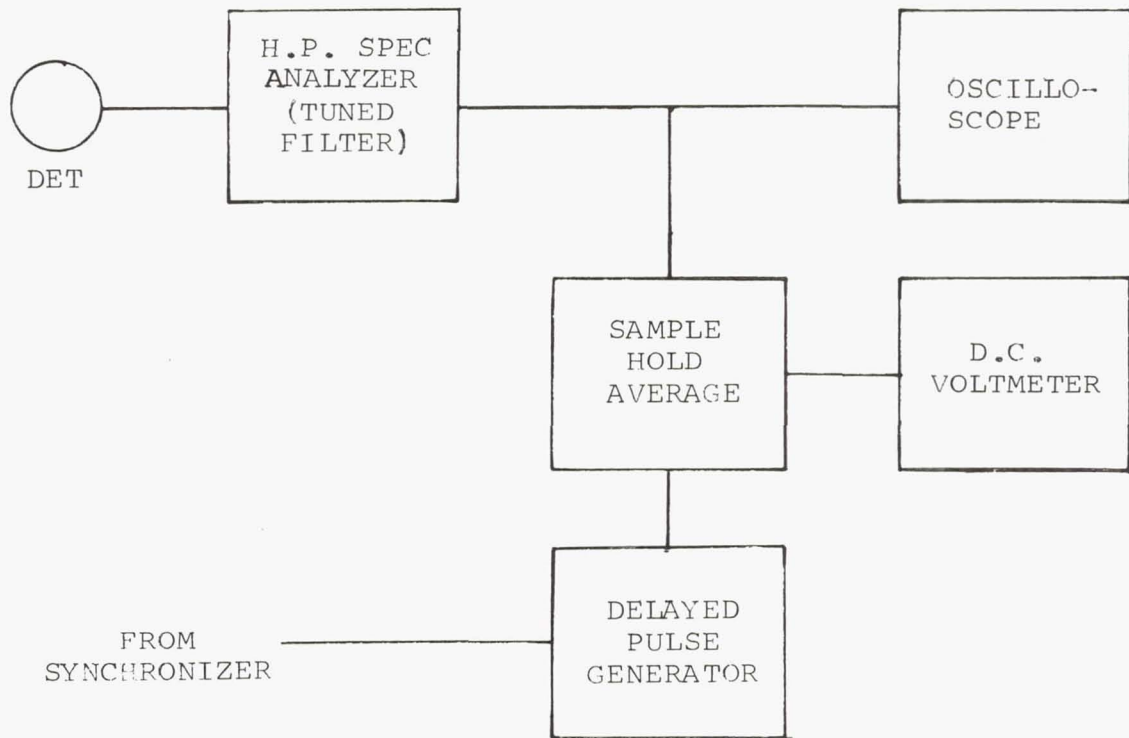 H.P. SPEC
ANALYZER
(TUNED
FILTER)
OSCILLO-
SCOPE
DET
SAMPLE
HOLD
AVERAGE
D.C.
VOLTMETER
DELAYED
PULSE
GENERATOR
FROM
SYNCHRONIZER